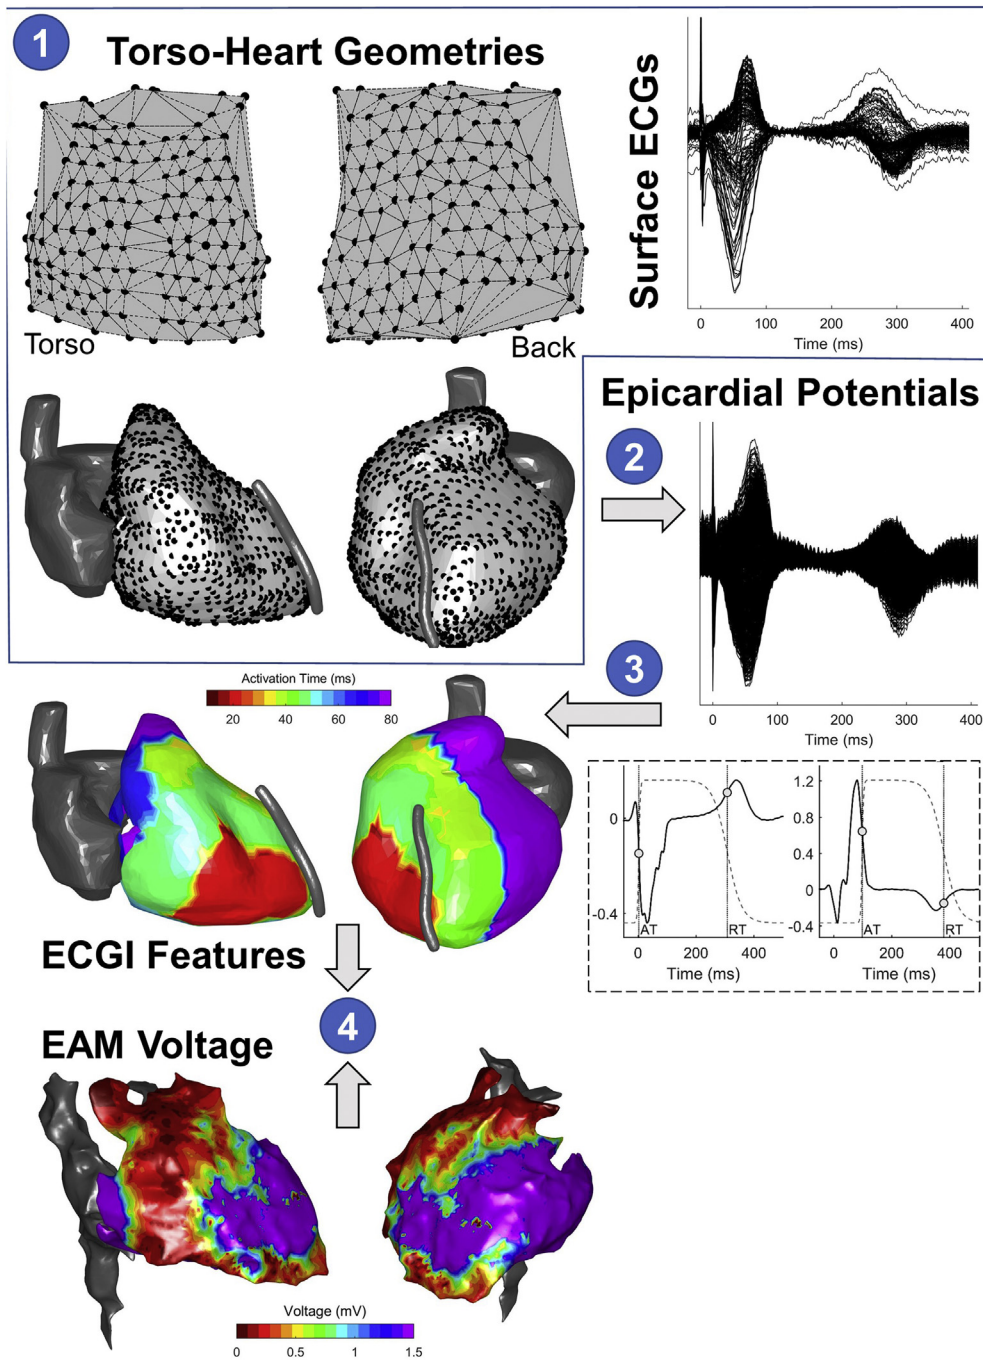 1
Torso-Heart Geometries
Torso
Back
Surface ECGs
0 100 200 300 400
Time (ms)
Epicardial Potentials
2
0 100 200 300 400
Time (ms)
3
Activation Time (ms)
20 40 60 80
0
-0.4
AT
RT
0 200 400
Time (ms)
1.2
0.8
0.4
0
-0.4
AT
RT
0 200 400
Time (ms)
ECGI Features
4
EAM Voltage
Voltage (mV)
0 0.5 1 1.5